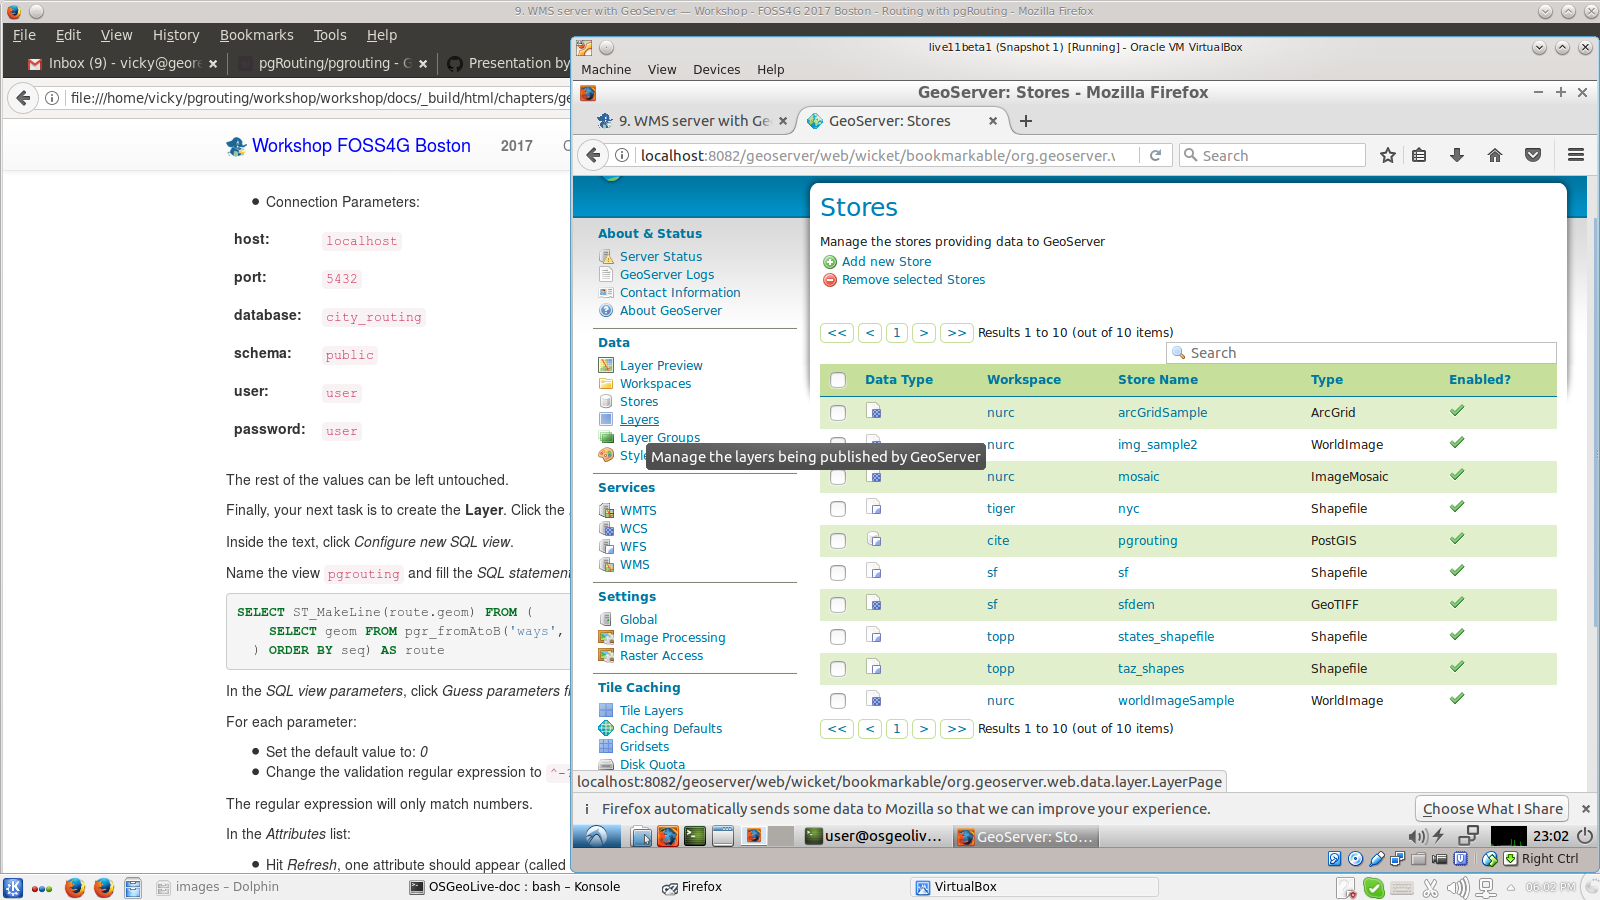 9. WMS server with GeoServer — Workshop - FOSS4G 2017 Boston - Routing with pgRouting - Mozilla Firefox
File Edit View History Bookmarks Tools Help
Inbox (9) - vicky@geore
pgRouting/pgrouting - G
Presentation by
file:///home/vicky/pgrouting/workshop/workshop/docs/_build/html/chapters/ge
Workshop FOSS4G Boston 2017
Connection Parameters:
host: localhost
port: 5432
database: city_routing
schema: public
user: user
password: user
The rest of the values can be left untouched.
Finally, your next task is to create the Layer. Click the
Inside the text, click Configure new SQL view.
Name the view pgrouting and fill the SQL statement
SELECT ST_MakeLine(route.geom) FROM (
SELECT geom FROM pgr_fromAtoB('ways',
) ORDER BY seq) AS route
In the SQL view parameters, click Guess parameters f
For each parameter:
Set the default value to: 0
Change the validation regular expression to ^-?
The regular expression will only match numbers.
In the Attributes list:
Hit Refresh, one attribute should appear (called
live11beta1 (Snapshot 1) [Running] - Oracle VM VirtualBox
Machine View Devices Help
GeoServer: Stores - Mozilla Firefox
9. WMS server with Ge
GeoServer: Stores
localhost:8082/geoserver/web/wicket/bookmarkable/org.geoserver.
Search
About & Status
Server Status
GeoServer Logs
Contact Information
About GeoServer
Data
Layer Preview
Workspaces
Stores
Layers
Layer Groups
Style
Manage the layers being published by GeoServer
Services
WMTS
WCS
WFS
WMS
Settings
Global
Image Processing
Raster Access
Tile Caching
Tile Layers
Caching Defaults
Gridsets
Disk Quota
Stores
Manage the stores providing data to GeoServer
Add new Store
Remove selected Stores
<< < 1 > >> Results 1 to 10 (out of 10 items)
Search
Data Type Workspace Store Name Type Enabled?
nurc arcGridSample ArcGrid
nurc img_sample2 WorldImage
nurc mosaic ImageMosaic
tiger nyc Shapefile
cite pgrouting PostGIS
sf sf Shapefile
sf sfdem GeoTIFF
topp states_shapefile Shapefile
topp taz_shapes Shapefile
nurc worldImageSample WorldImage
<< < 1 > >> Results 1 to 10 (out of 10 items)
localhost:8082/geoserver/web/wicket/bookmarkable/org.geoserver.web.data.layer.LayerPage
Firefox automatically sends some data to Mozilla so that we can improve your experience.
Choose What I Share
user@osgeoliv...
GeoServer: Sto...
23:02
Right Ctrl
images – Dolphin
OSGeoLive-doc : bash – Konsole
Firefox
VirtualBox
06:02 PM